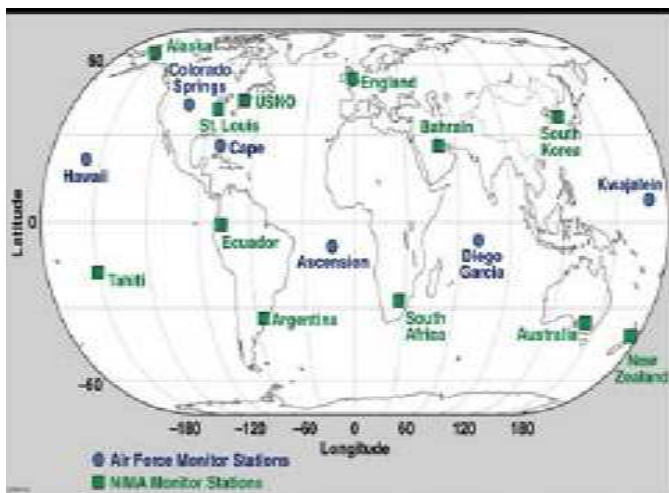 Alaska
60
Colorado
Springs
England
USNO
St. Louis
Bahrain
South
Korea
Cape
Hawaii
Kwajalein
0
Latitude
Ecuador
Ascension
Diego
Garcia
Tahiti
Argentina
South
Africa
Australia
New
Zealand
-60
-180 -120 -60 0 60 120 180
Longitude
Air Force Monitor Stations
NIMA Monitor Stations